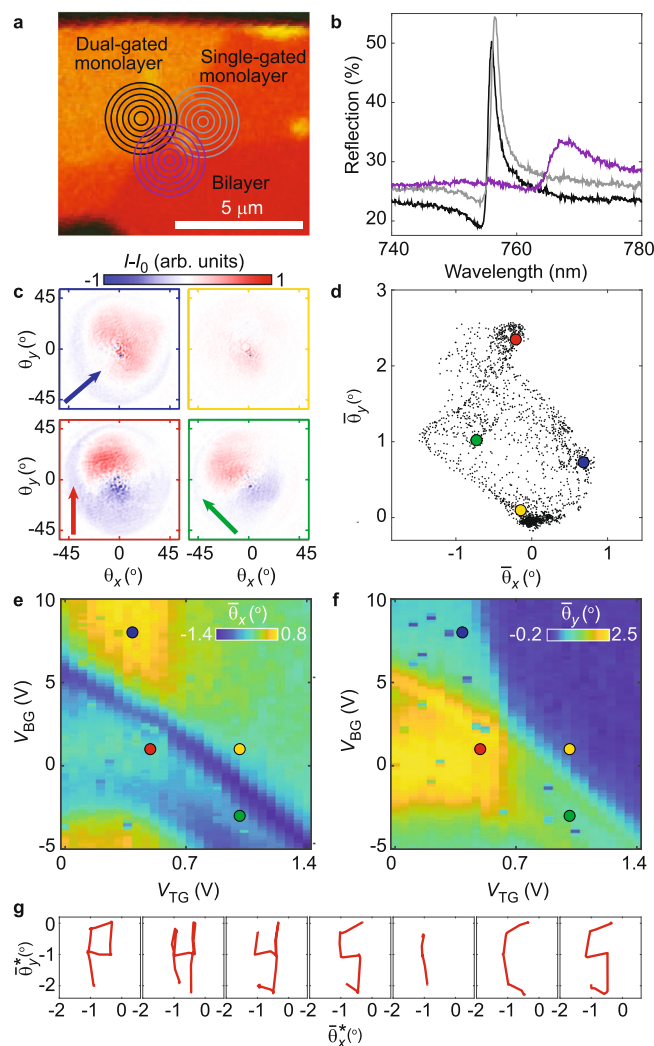 a
Dual-gated
monolayer
Single-gated
monolayer
Bilayer
5 μm
b
Reflection (%)
50
40
30
20
740
760
780
Wavelength (nm)
I-I₀ (arb. units)
-1
1
c
45
0
-45
θy(°)
45
0
-45
θy(°)
-45
0
45
-45
0
45
θx(°)
θx(°)
d
3
2
1
0
θ̅y(°)
-1
0
1
θ̅x(°)
e
θ̅x(°)
-1.4
0.8
10
5
0
-5
VBG (V)
0
0.7
1.4
VTG (V)
f
θ̅y(°)
-0.2
2.5
10
5
0
-5
VBG (V)
0
0.7
1.4
VTG (V)
g
0
-1
-2
θ̅*y(°)
P H Y S I C S
-2 -1 0
-2 -1 0
-2 -1 0
-2 -1 0
-2 -1 0
-2 -1 0
-2 -1 0
θ̅*x(°)